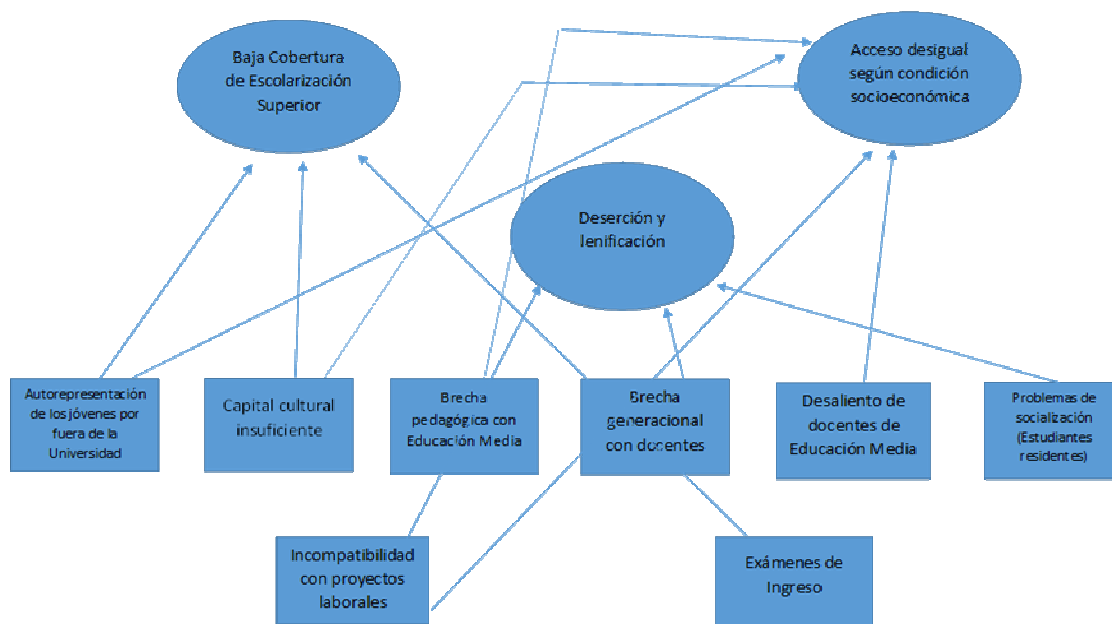 Baja Cobertura
de Escolarización
Superior
Acceso desigual
según condición
socioeconómica
Deserción y
lenificación
Autorepresentación
de los jóvenes por
fuera de la
Universidad
Capital cultural
insuficiente
Brecha
pedagógica con
Educación Media
Brecha
generacional
con docentes
Desaliento de
docentes de
Educación Media
Problemas de
socialización
(Estudiantes
residentes)
Incompatibilidad
con proyectos
laborales
Exámenes de
Ingreso